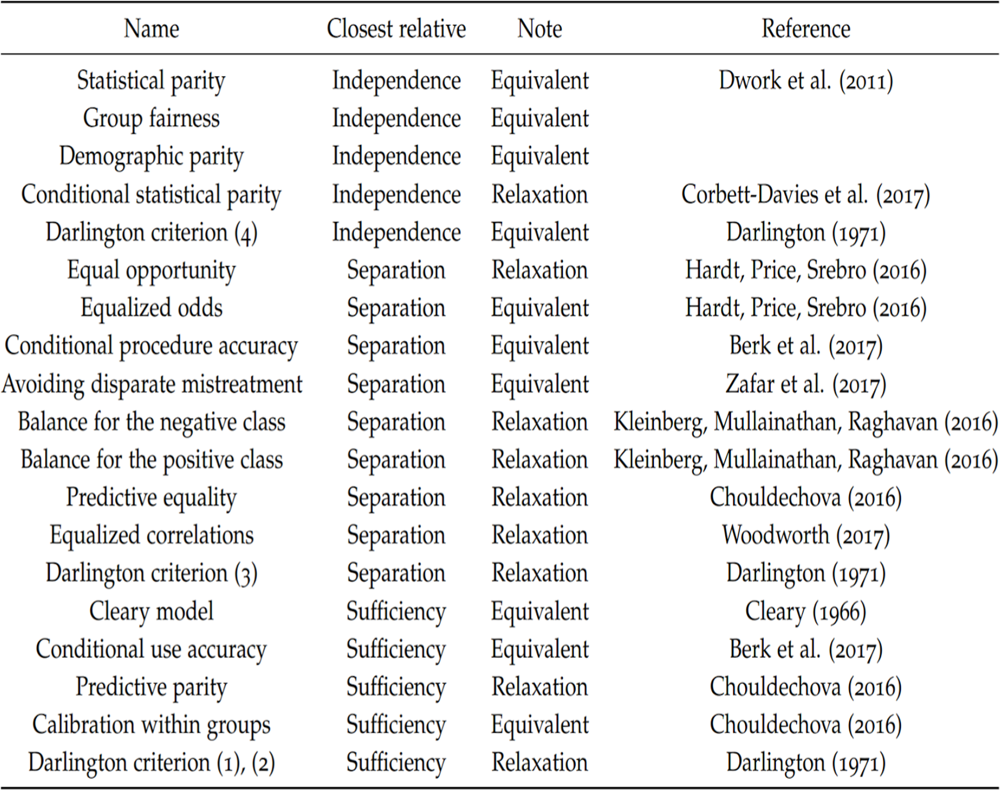 Name Closest relative Note Reference
Statistical parity Independence Equivalent Dwork et al. (2011)
Group fairness Independence Equivalent
Demographic parity Independence Equivalent
Conditional statistical parity Independence Relaxation Corbett-Davies et al. (2017)
Darlington criterion (4) Independence Equivalent Darlington (1971)
Equal opportunity Separation Relaxation Hardt, Price, Srebro (2016)
Equalized odds Separation Equivalent Hardt, Price, Srebro (2016)
Conditional procedure accuracy Separation Equivalent Berk et al. (2017)
Avoiding disparate mistreatment Separation Equivalent Zafar et al. (2017)
Balance for the negative class Separation Relaxation Kleinberg, Mullainathan, Raghavan (2016)
Balance for the positive class Separation Relaxation Kleinberg, Mullainathan, Raghavan (2016)
Predictive equality Separation Relaxation Chouldechova (2016)
Equalized correlations Separation Relaxation Woodworth (2017)
Darlington criterion (3) Separation Relaxation Darlington (1971)
Cleary model Sufficiency Equivalent Cleary (1966)
Conditional use accuracy Sufficiency Equivalent Berk et al. (2017)
Predictive parity Sufficiency Relaxation Chouldechova (2016)
Calibration within groups Sufficiency Equivalent Chouldechova (2016)
Darlington criterion (1), (2) Sufficiency Relaxation Darlington (1971)